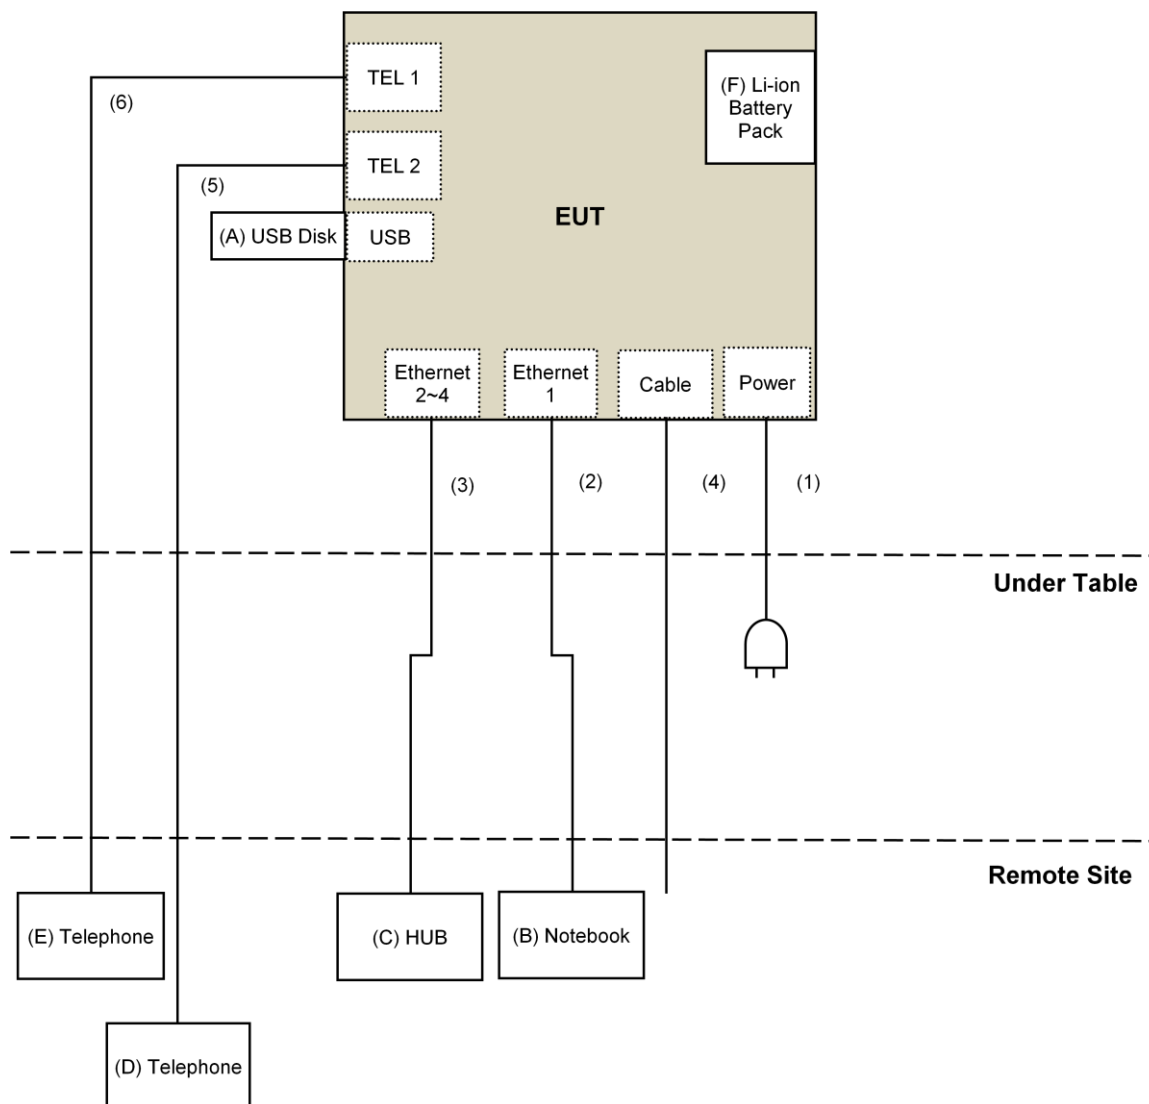 TEL 1
(F) Li-ion
Battery
Pack
(6)
TEL 2
(5)
EUT
(A) USB Disk
USB
Ethernet
2~4
Ethernet
1
Cable
Power
(3)
(2)
(4)
(1)
Under Table
Remote Site
(E) Telephone
(C) HUB
(B) Notebook
(D) Telephone